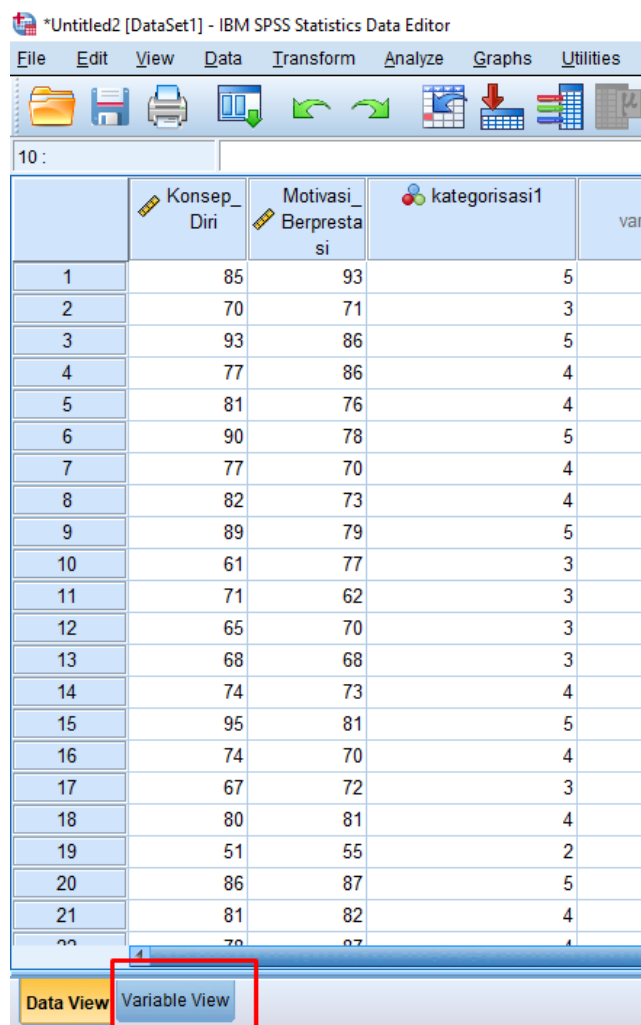 *Untitled2 [DataSet1] - IBM SPSS Statistics Data Editor
File Edit View Data Transform Analyze Graphs Utilities
10 :
Konsep_
Diri
Motivasi_
Berpresta
si
kategorisasi1
var
1 85 93 5
2 70 71 3
3 93 86 5
4 77 86 4
5 81 76 4
6 90 78 5
7 77 70 4
8 82 73 4
9 89 79 5
10 61 77 3
11 71 62 3
12 65 70 3
13 68 68 3
14 74 73 4
15 95 81 5
16 74 70 4
17 67 72 3
18 80 81 4
19 51 55 2
20 86 87 5
21 81 82 4
Data View Variable View